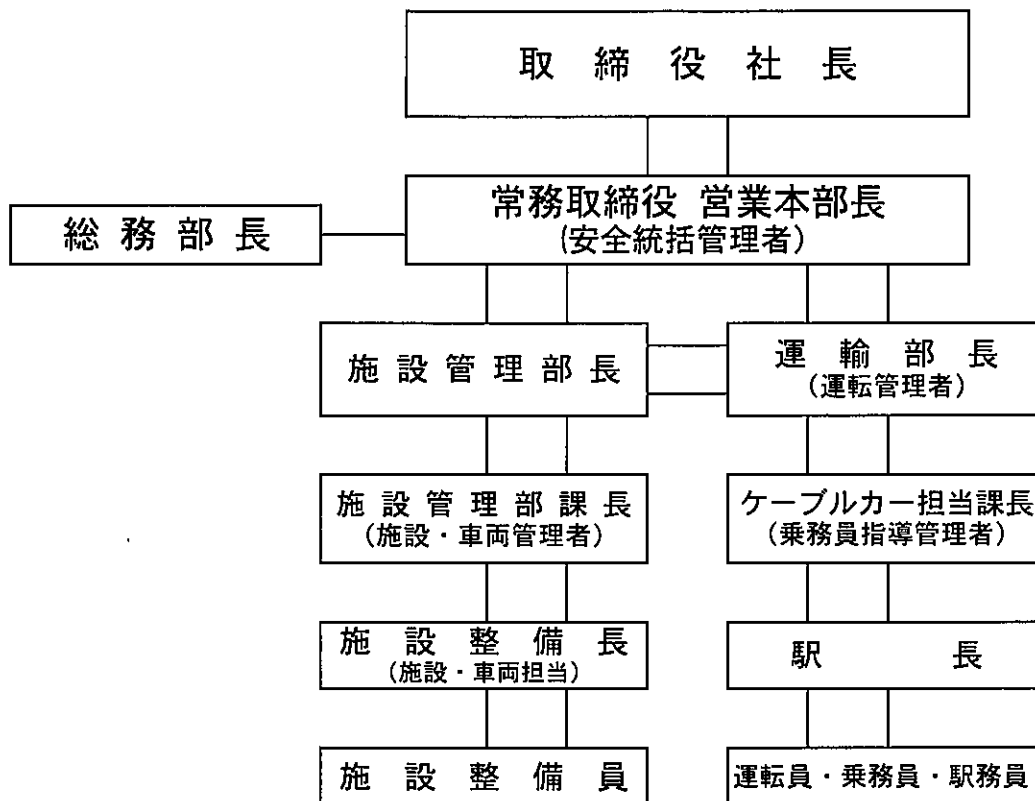 取締役社長
常務取締役 営業本部長
(安全統括管理者)
総務部長
施設管理部長
運輸部長
(運転管理者)
施設管理部課長
(施設・車両管理者)
ケーブルカー担当課長
(乗務員指導管理者)
施設整備長
(施設・車両担当)
駅長
施設整備員
運転員・乗務員・駅務員